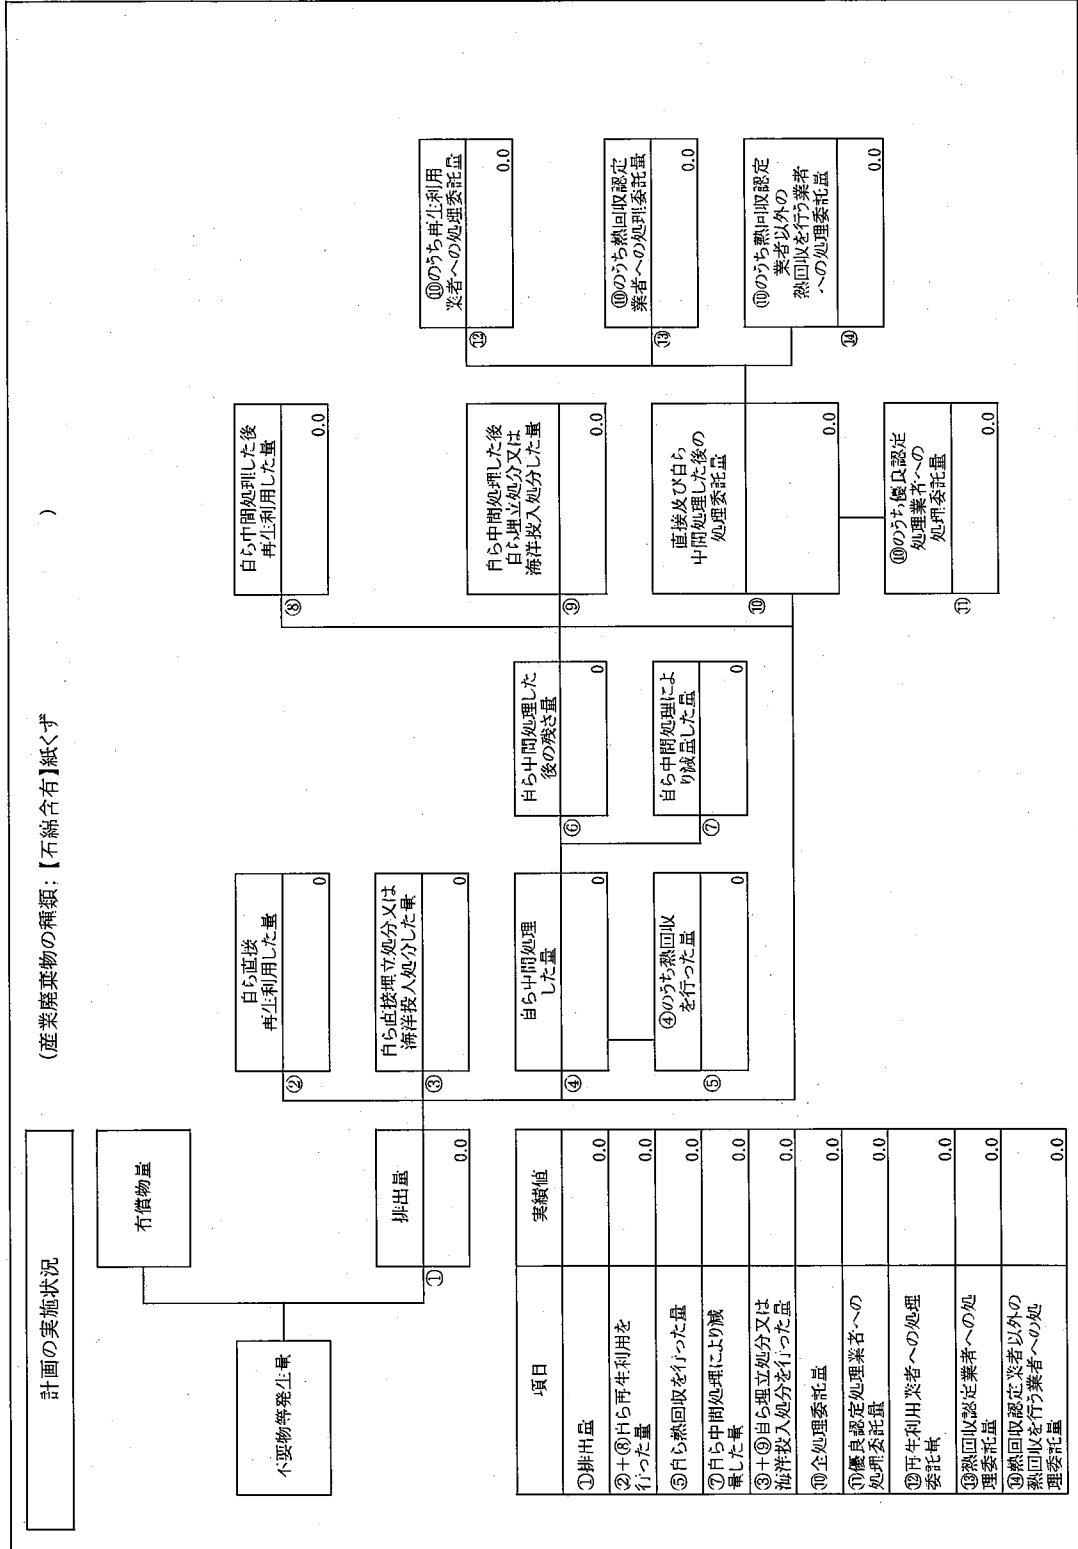 計画の実施状況
(産業廃棄物の種類:【石綿含有】紙くず
)
不要物等発生量
有償物量
①
排出量
0.0
②
自ら直接
再生利用した量
0
③
自ら直接埋立処分又は
海洋投入処分した量
0
④
自ら中間処理
した量
0
⑤
④のうち熱回収
を行った量
0
⑥
自ら中間処理した
後の残さ量
0
⑦
自ら中間処理によ
り減量した量
0
⑧
自ら中間処理した後
再生利用した量
0.0
⑨
自ら中間処理した後
自ら埋立処分又は
海洋投入処分した量
0.0
⑩
直接及び自ら
中間処理した後の
処理委託量
0.0
⑪
⑩のうち優良認定
処理業者への
処理委託量
0.0
⑫
⑩のうち再生利用
業者への処理委託量
0.0
⑬
⑩のうち熱回収認定
業者への処理委託量
0.0
⑭
⑩のうち熱回収認定
業者以外の
熱回収を行う業者
への処理委託量
0.0
項目
実績値
①排出量
0.0
②+⑧自ら再生利用を
行った量
0.0
⑤自ら熱回収を行った量
0.0
⑦自ら中間処理により減
量した量
0.0
③+⑨自ら埋立処分又は
海洋投入処分を行った量
0.0
⑩全処理委託量
0.0
⑪優良認定処理業者への
処理委託量
0.0
⑫再生利用業者への処理
委託量
0.0
⑬熱回収認定業者への処
理委託量
0.0
⑭熱回収認定業者以外の
熱回収を行う業者への処
理委託量
0.0